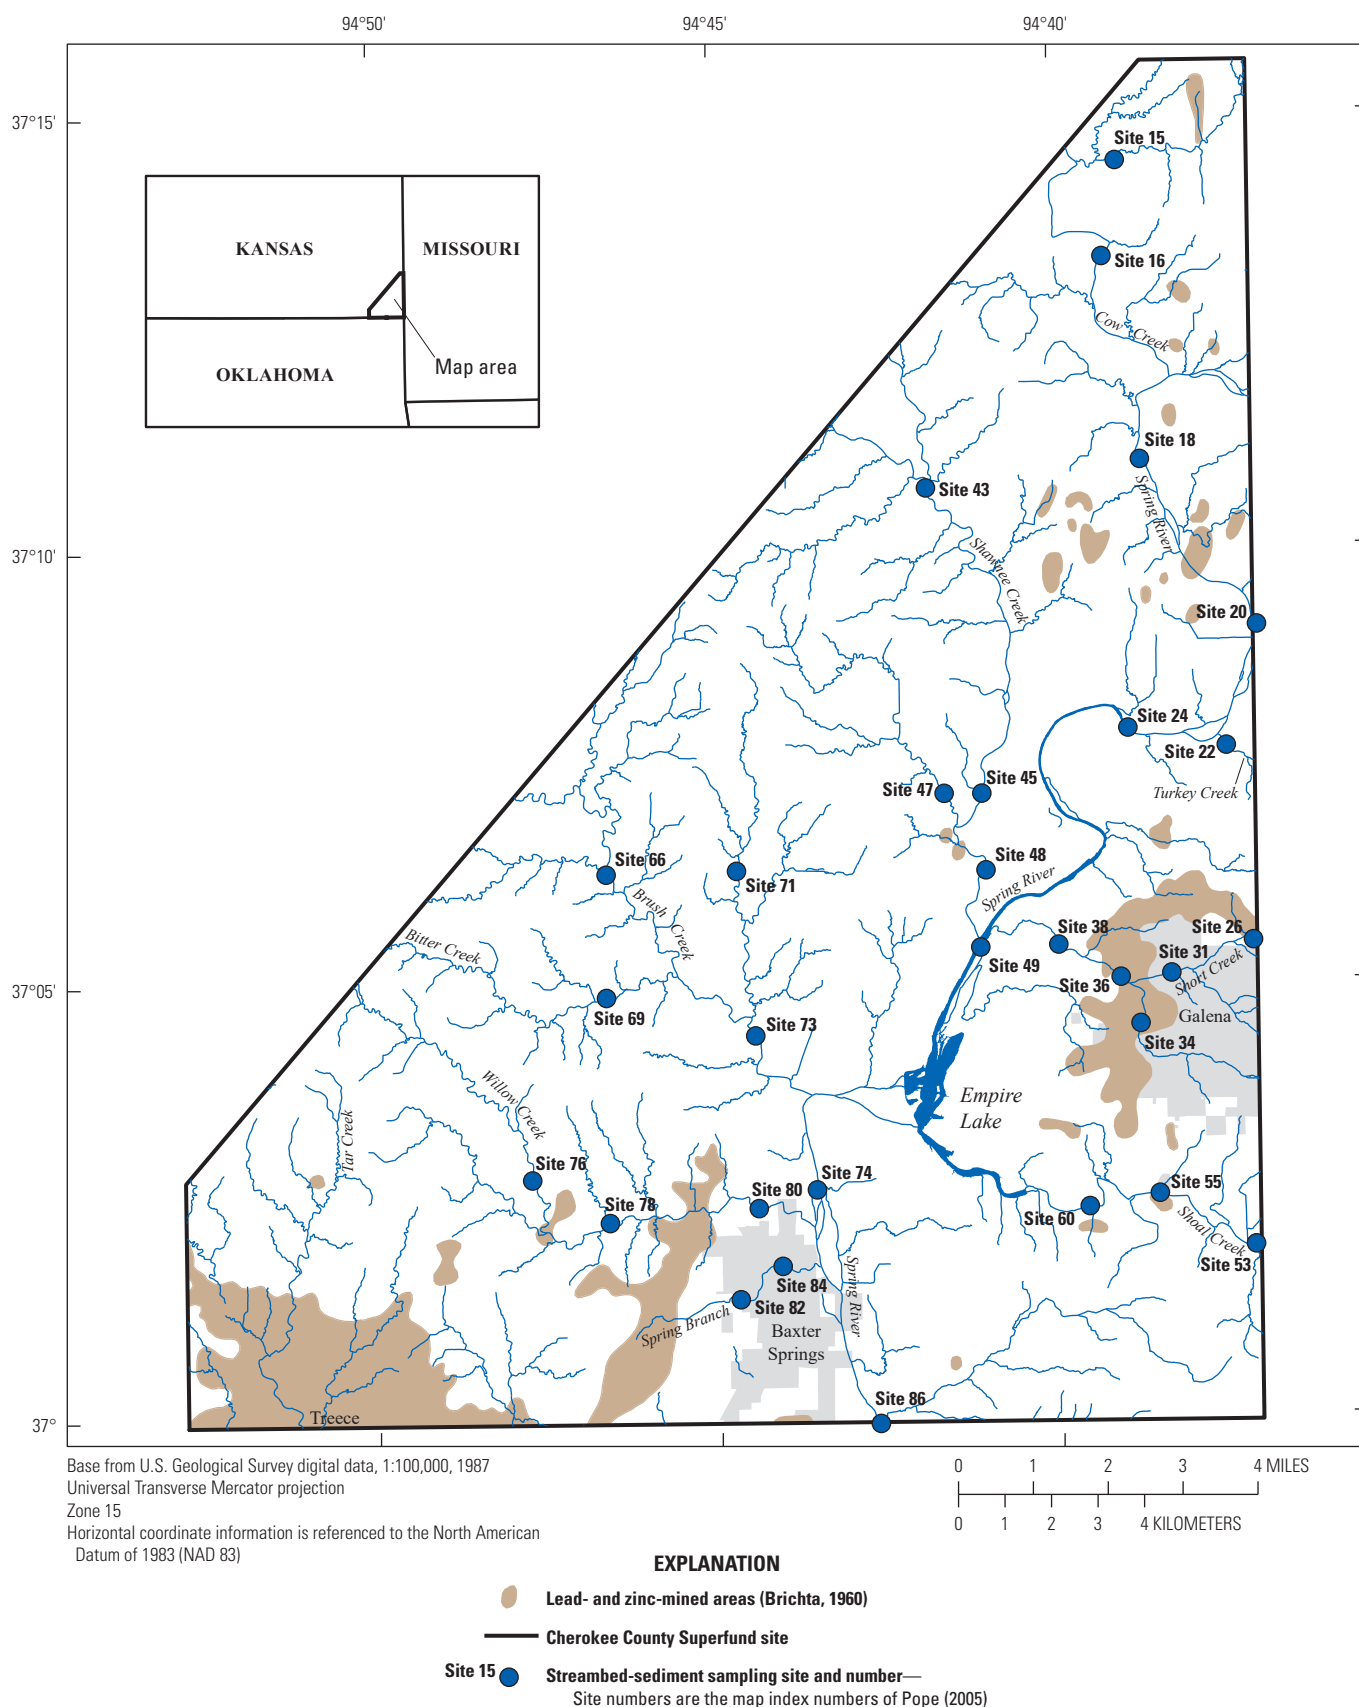 94°50'
94°45'
94°40'
37°15'
Site 15
KANSAS
MISSOURI
Site 16
Cow Creek
OKLAHOMA
Map area
Site 18
Site 43
Spring River
37°10'
Shawnee Creek
Site 20
Site 24
Site 22
Site 47
Site 45
Turkey Creek
Site 66
Site 48
Site 71
Spring River
Brush Creek
Bitter Creek
Site 38
Site 26
Site 31
Site 49
Short Creek
37°05'
Site 36
Site 69
Galena
Site 73
Site 34
Willow Creek
Empire
Lake
Tar Creek
Site 76
Site 74
Site 55
Site 80
Site 78
Site 60
Shoal Creek
Site 53
Site 84
Spring River
Site 82
Spring Branch
Baxter
Springs
Site 86
Treece
37°
Base from U.S. Geological Survey digital data, 1:100,000, 1987
Universal Transverse Mercator projection
Zone 15
Horizontal coordinate information is referenced to the North American
Datum of 1983 (NAD 83)
0 1 2 3 4 MILES
0 1 2 3 4 KILOMETERS
EXPLANATION
Lead- and zinc-mined areas (Brichta, 1960)
Cherokee County Superfund site
Site 15 Streambed-sediment sampling site and number—
Site numbers are the map index numbers of Pope (2005)